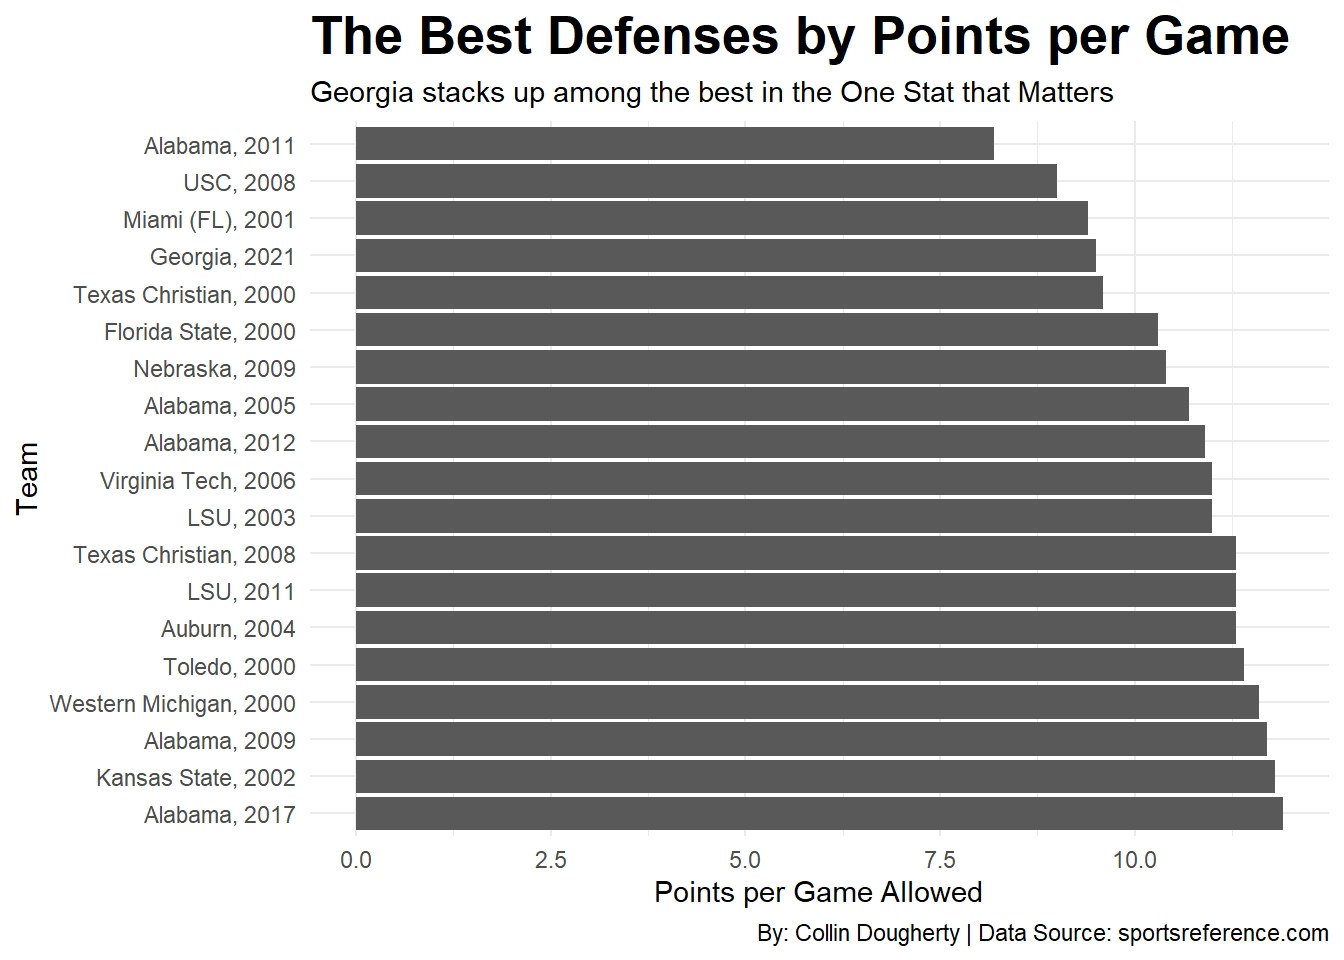 The Best Defenses by Points per Game
Georgia stacks up among the best in the One Stat that Matters
Alabama, 2011
USC, 2008
Miami (FL), 2001
Georgia, 2021
Texas Christian, 2000
Florida State, 2000
Nebraska, 2009
Alabama, 2005
Alabama, 2012
Virginia Tech, 2006
LSU, 2003
Texas Christian, 2008
LSU, 2011
Auburn, 2004
Toledo, 2000
Western Michigan, 2000
Alabama, 2009
Kansas State, 2002
Alabama, 2017
Team
0.0 2.5 5.0 7.5 10.0
Points per Game Allowed
By: Collin Dougherty | Data Source: sportsreference.com